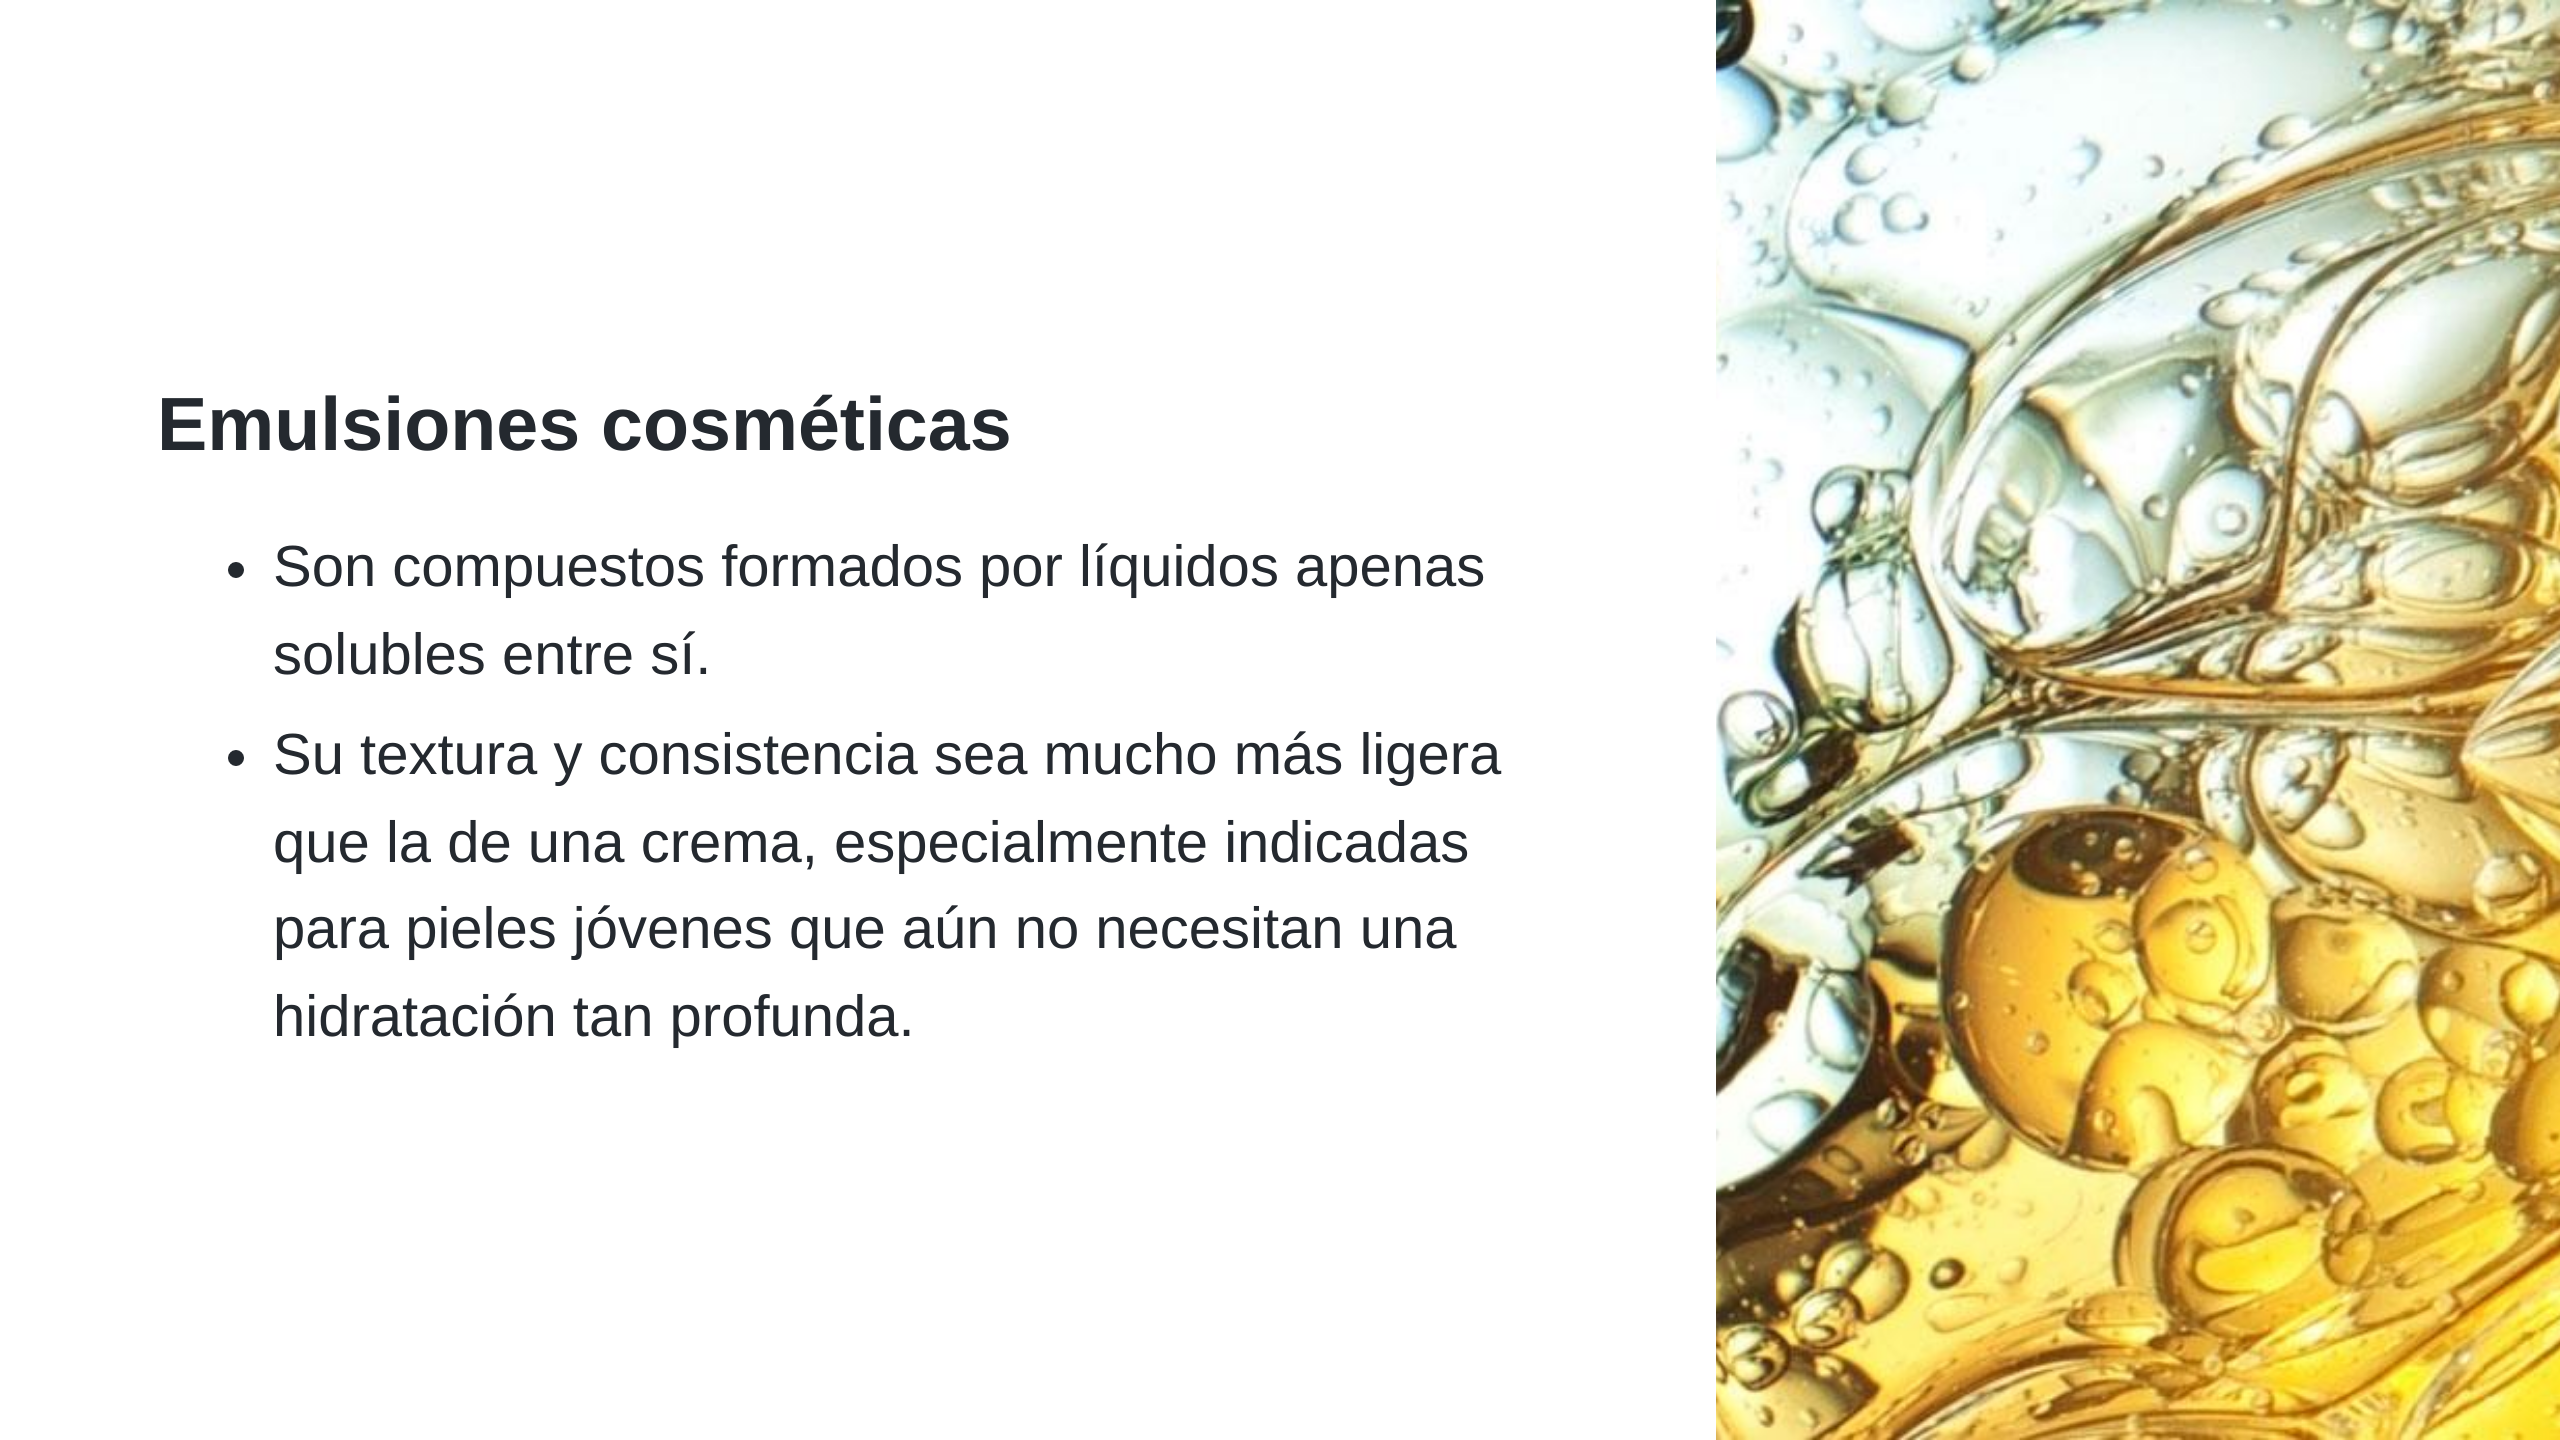 Emulsiones cosméticas
• Son compuestos formados por líquidos apenas
solubles entre sí.
• Su textura y consistencia sea mucho más ligera
que la de una crema, especialmente indicadas
para pieles jóvenes que aún no necesitan una
hidratación tan profunda.